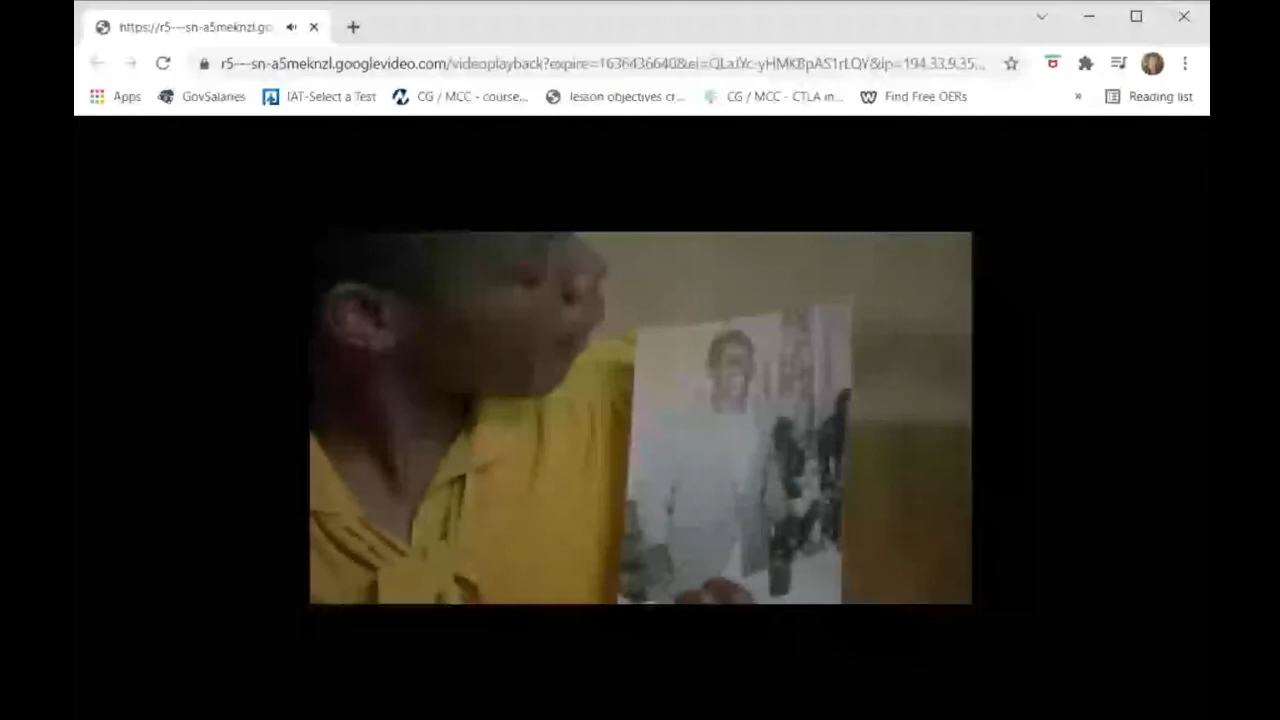 https://r5---sn-a5meknzl.go
r5---sn-a5meknzl.googlevideo.com/videoplayback?expire=1636436640&ei=QLaJYc-yHMKBpAS1rLQY&ip=194.33.9.35...
Apps GovSalaries IAT-Select a Test CG / MCC - course... lesson objectives cr... CG / MCC - CTLA in... Find Free OERs » Reading list